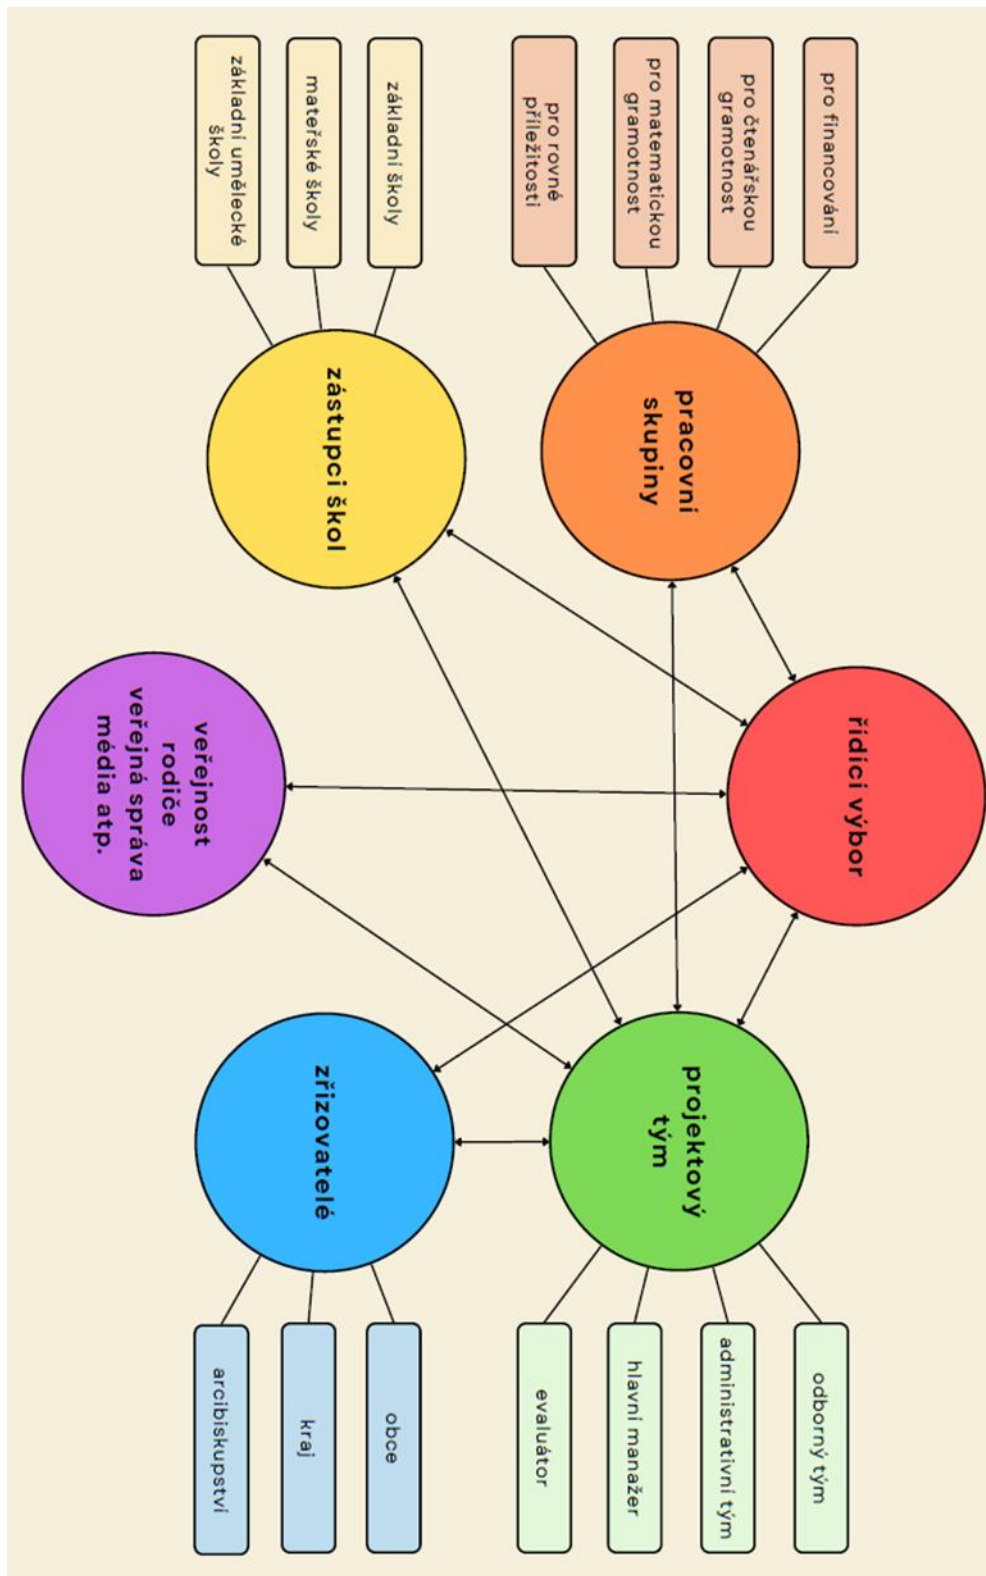 řídící výbor
pro financování
pro čtenářskou
gramotnost
pro matematickou
gramotnost
pro rovné
příležitosti
pracovní
skupiny
projektový
tým
odborný tým
administrativní tým
hlavní manažer
evaluátor
základní školy
mateřské školy
základní umělecké
školy
zástupci škol
zřizovatelé
obce
kraj
arcibiskupství
veřejnost
rodiče
veřejná správa
média atp.